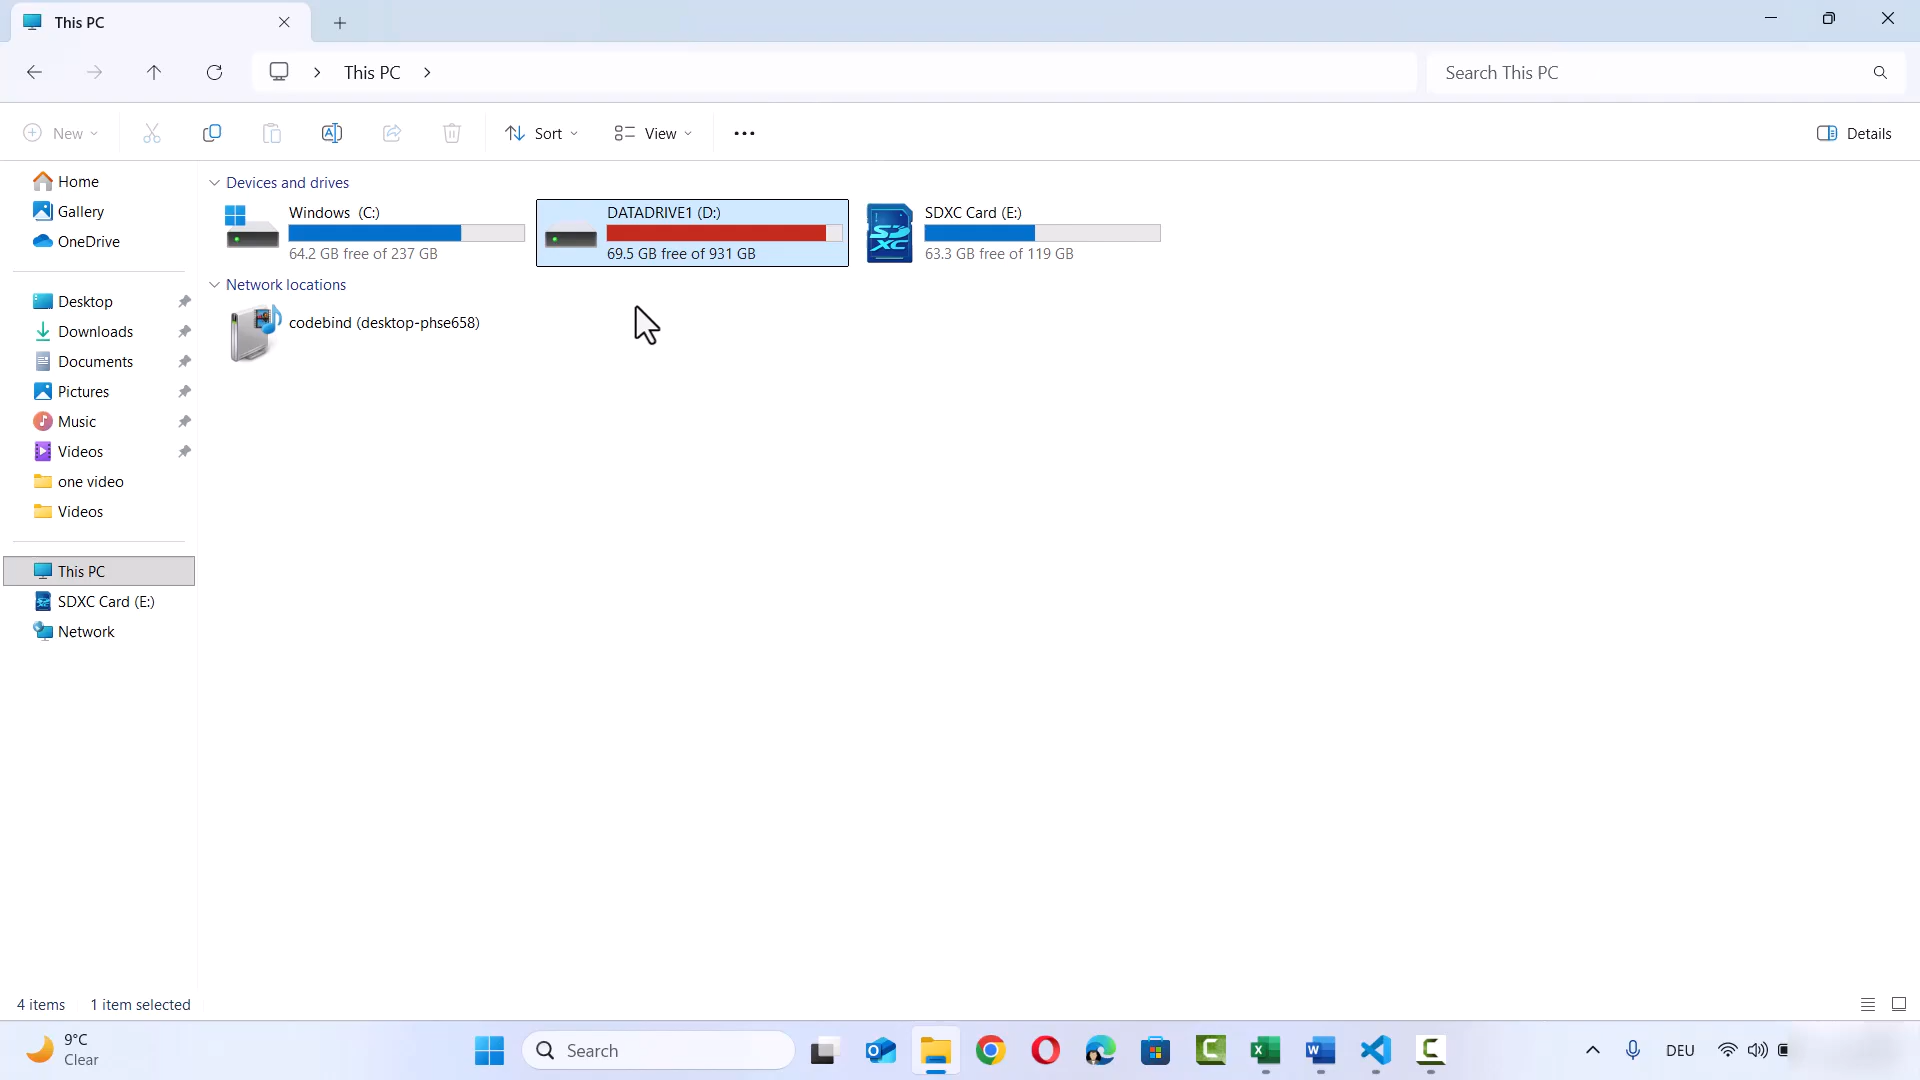 This PC
This PC
Search This PC
New
Sort
View
Details
Home
Gallery
OneDrive
Desktop
Downloads
Documents
Pictures
Music
Videos
one video
Videos
This PC
SDXC Card (E:)
Network
Devices and drives
Windows (C:)
64.2 GB free of 237 GB
DATADRIVE1 (D:)
69.5 GB free of 931 GB
SDXC Card (E:)
63.3 GB free of 119 GB
Network locations
codebind (desktop-phse658)
4 items 1 item selected
9°C
Clear
Search
DEU